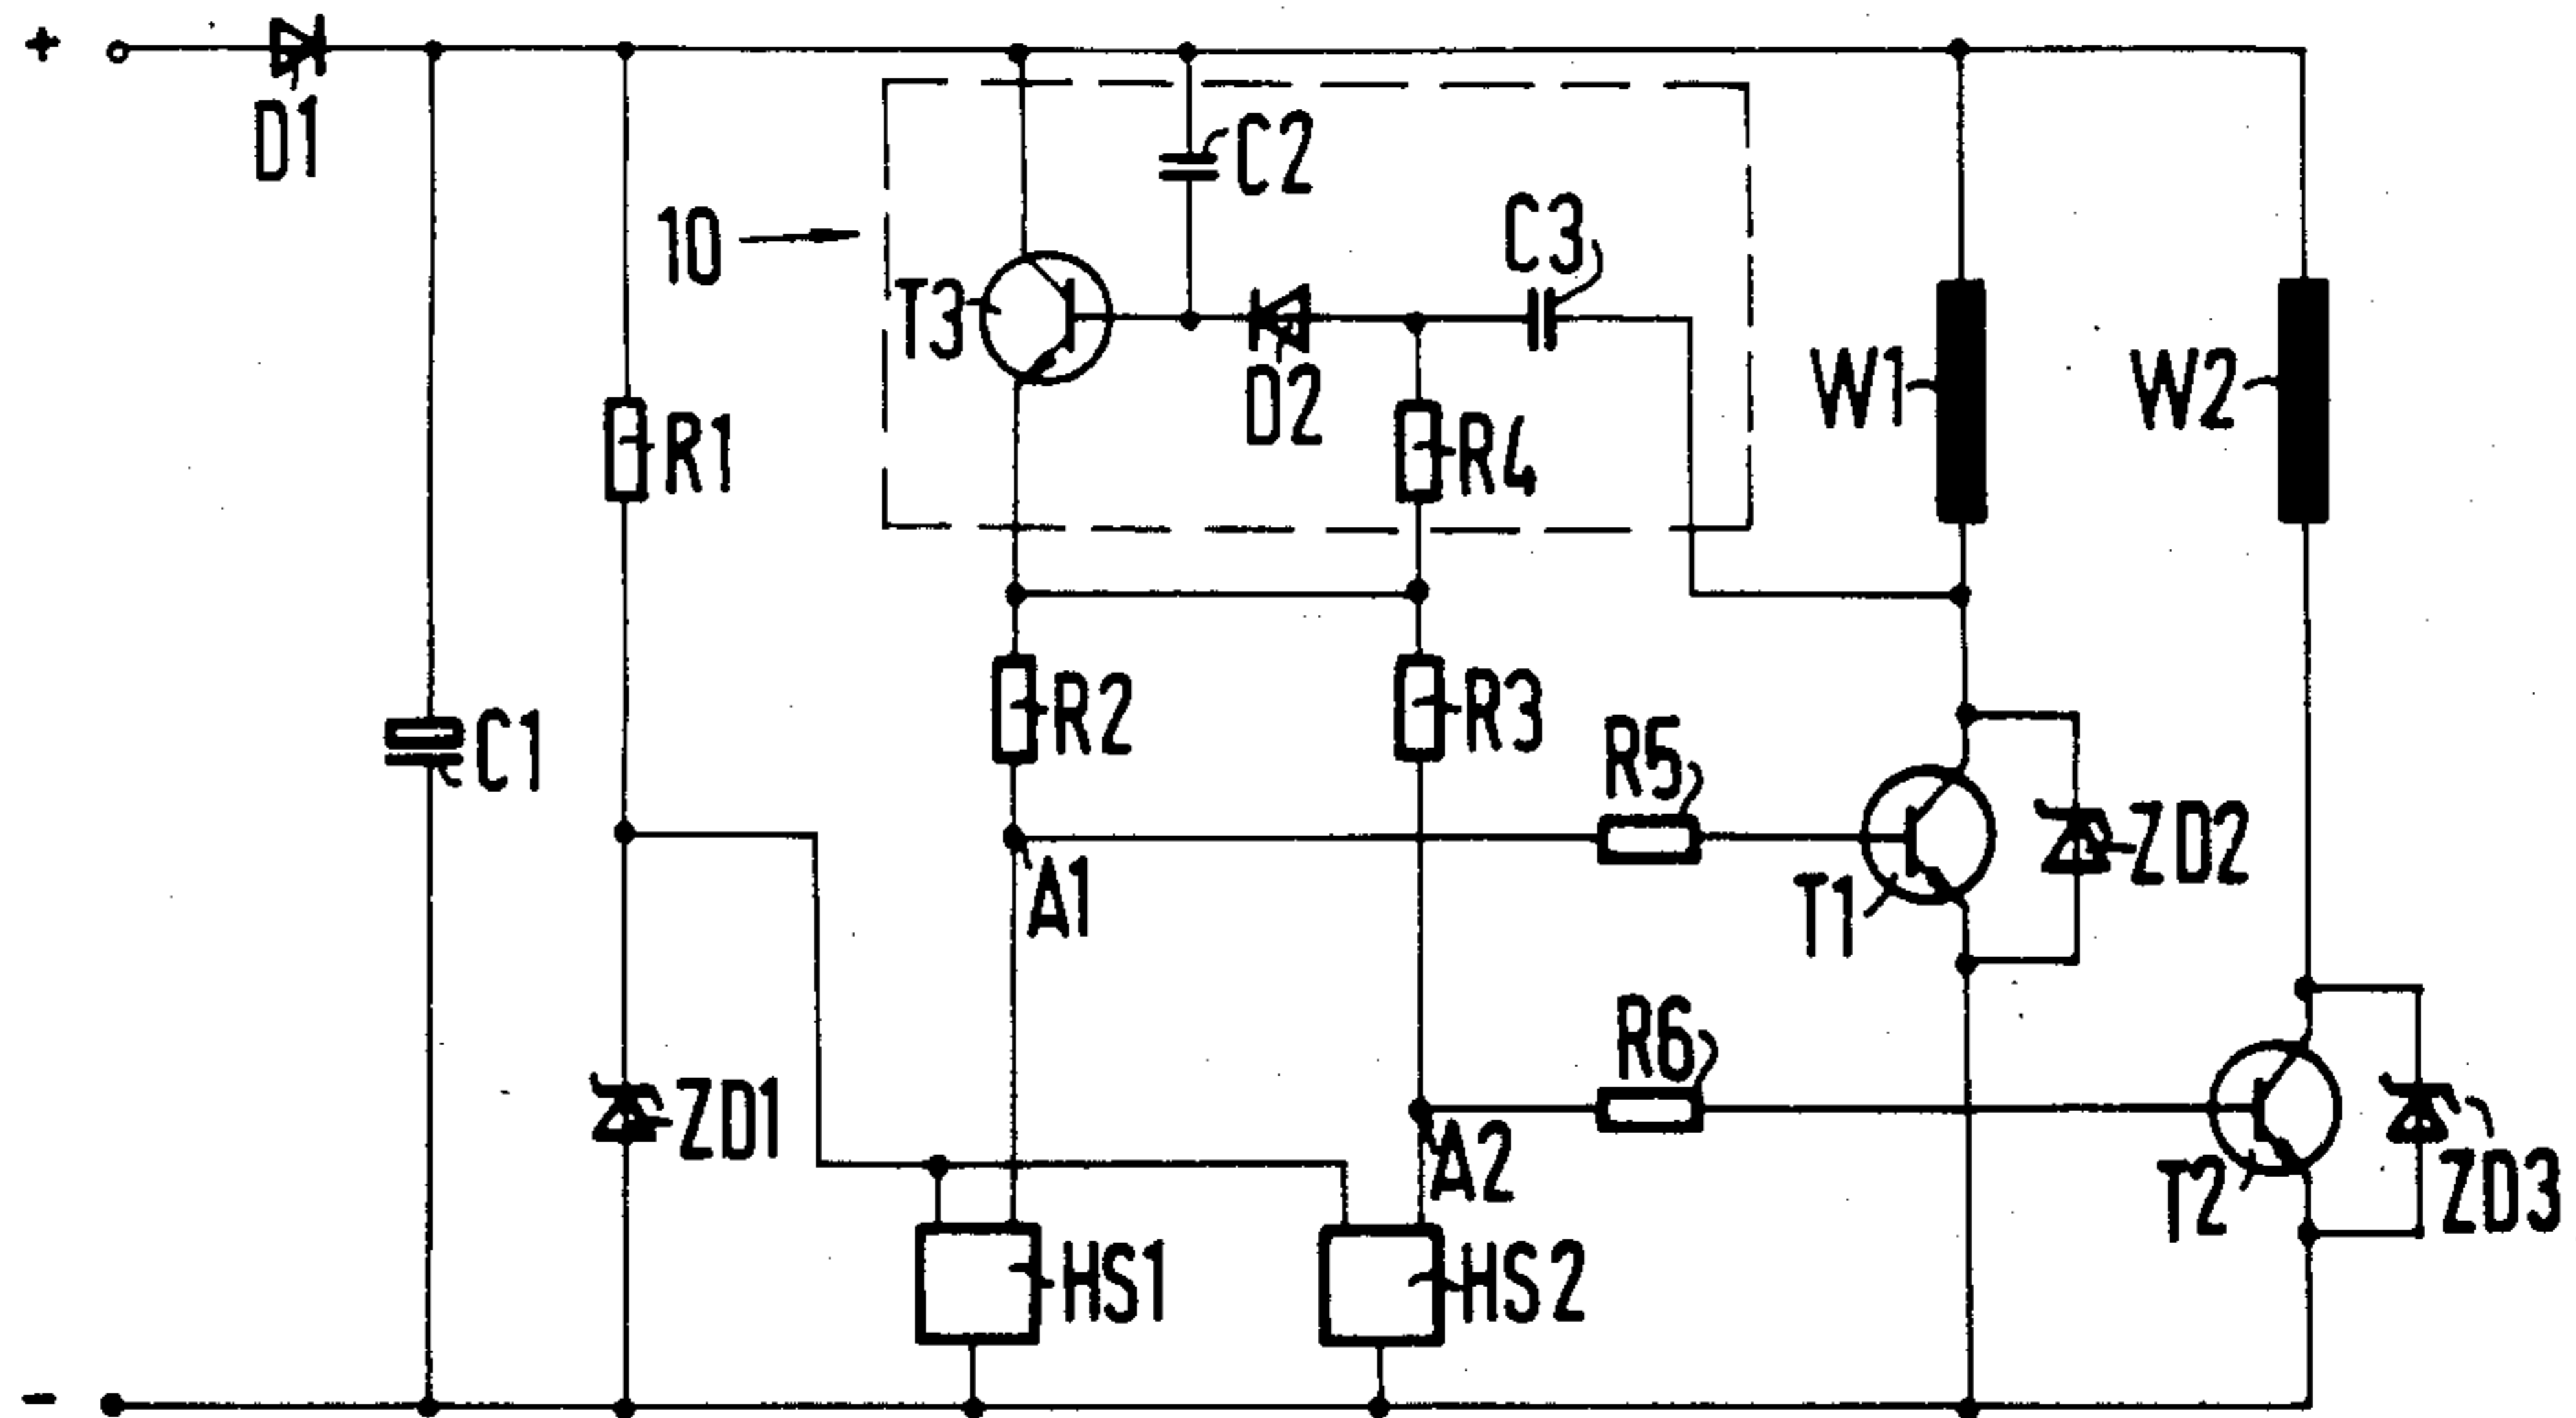 +
D1
C2
10
C3
T3
D2
W1
W2
R1
R4
C1
R2
R3
R5
ZD2
A1
T1
R6
ZD1
A2
T2
ZD3
HS1
HS2
-